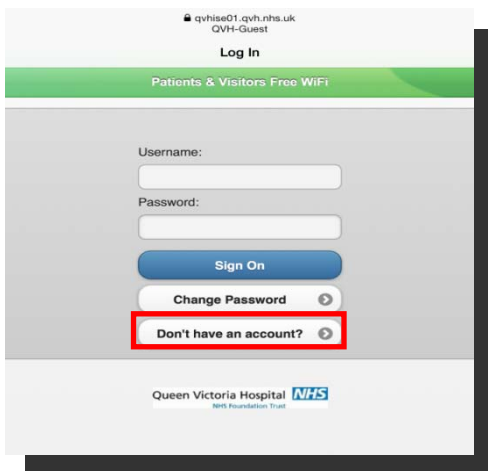 qvhise01.qvh.nhs.uk
QVH-Guest
Log In
Patients & Visitors Free WiFi
Username:
Password:
Sign On
Change Password
Don't have an account?
Queen Victoria Hospital NHS
NHS Foundation Trust